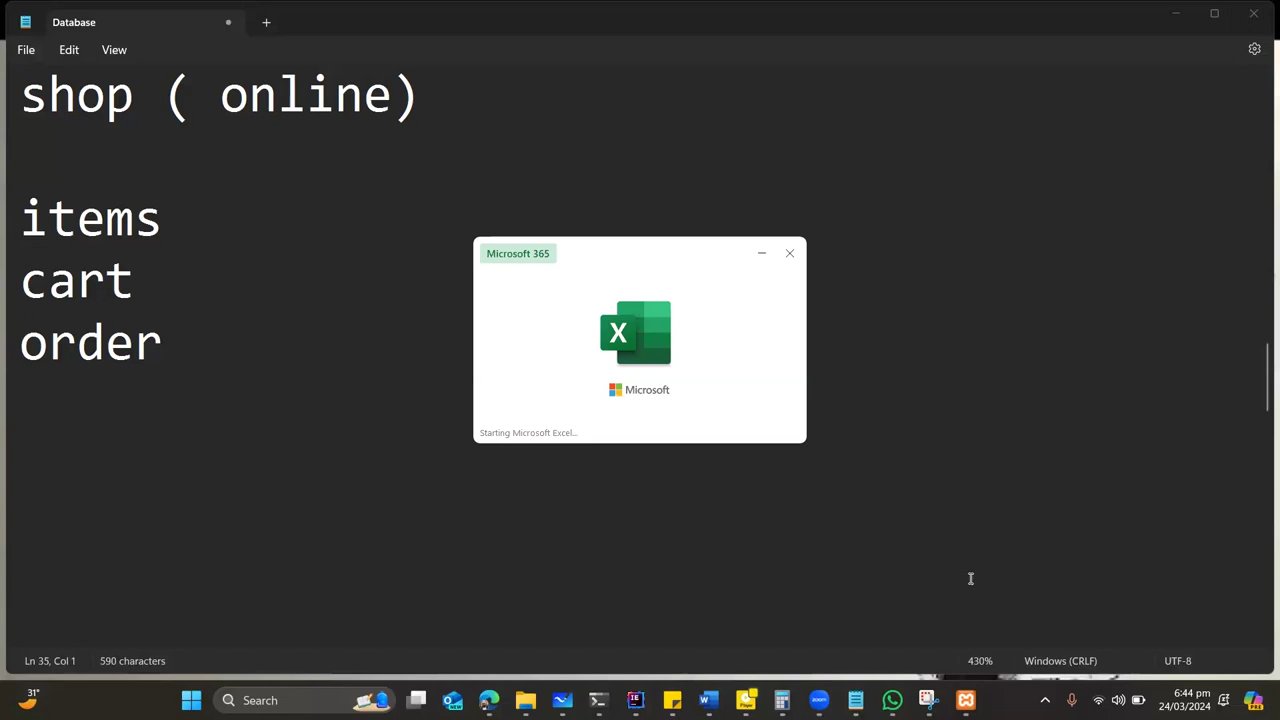 Database
File Edit View
shop ( online)
items
cart
order
Microsoft 365
X
Microsoft
Starting Microsoft Excel...
Ln 35, Col 1 590 characters 430% Windows (CRLF) UTF-8
31° Search 6:44 pm
24/03/2024